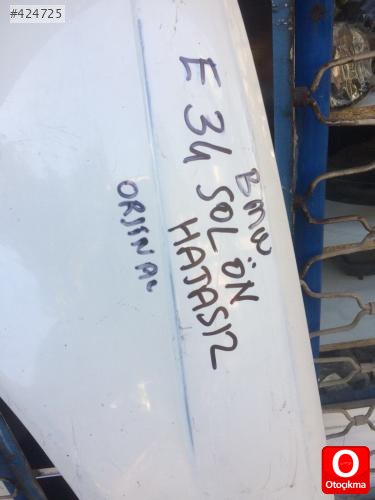 #424725
BMW
E 34 SOL ÖN
HATASIZ
ORJİNAL
Otoçıkma